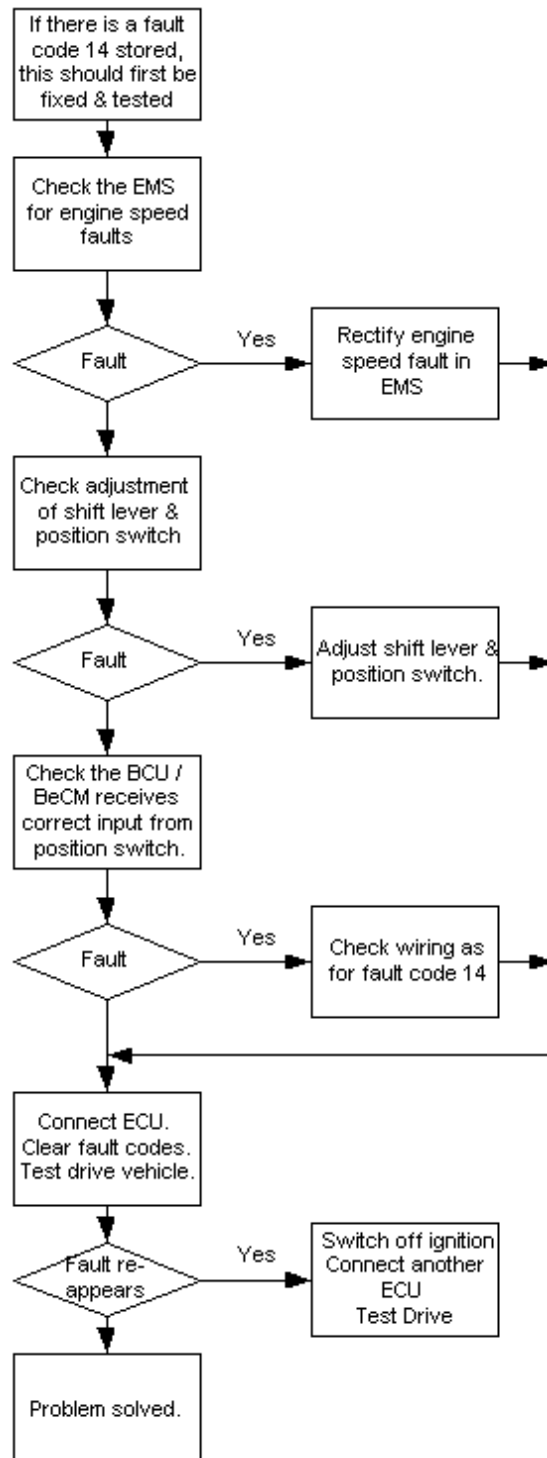 If there is a fault
code 14 stored,
this should first be
fixed & tested
Check the EMS
for engine speed
faults
Fault
Yes
Rectify engine
speed fault in
EMS
Check adjustment
of shift lever &
position switch
Fault
Yes
Adjust shift lever &
position switch.
Check the BCU /
BeCM receives
correct input from
position switch.
Fault
Yes
Check wiring as
for fault code 14
Connect ECU.
Clear fault codes.
Test drive vehicle.
Fault re-
appears
Yes
Switch off ignition
Connect another
ECU
Test Drive
Problem solved.